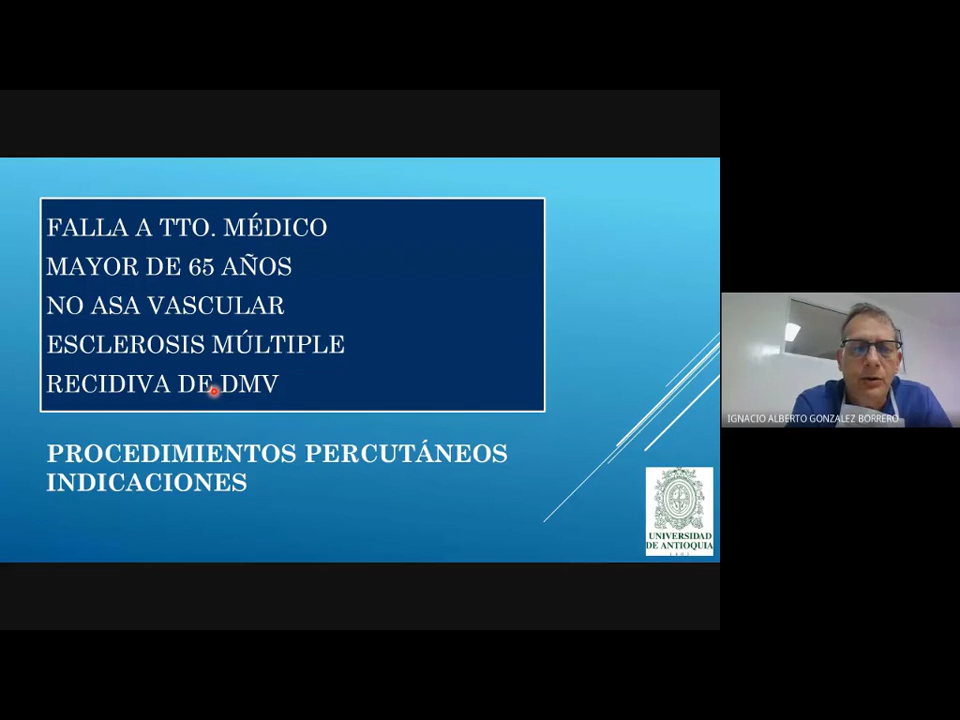 FALLA A TTO. MÉDICO
MAYOR DE 65 AÑOS
NO ASA VASCULAR
ESCLEROSIS MÚLTIPLE
RECIDIVA DE DMV
PROCEDIMIENTOS PERCUTÁNEOS
INDICACIONES
UNIVERSIDAD
DE ANTIOQUIA
IGNACIO ALBERTO GONZALEZ BORRERO